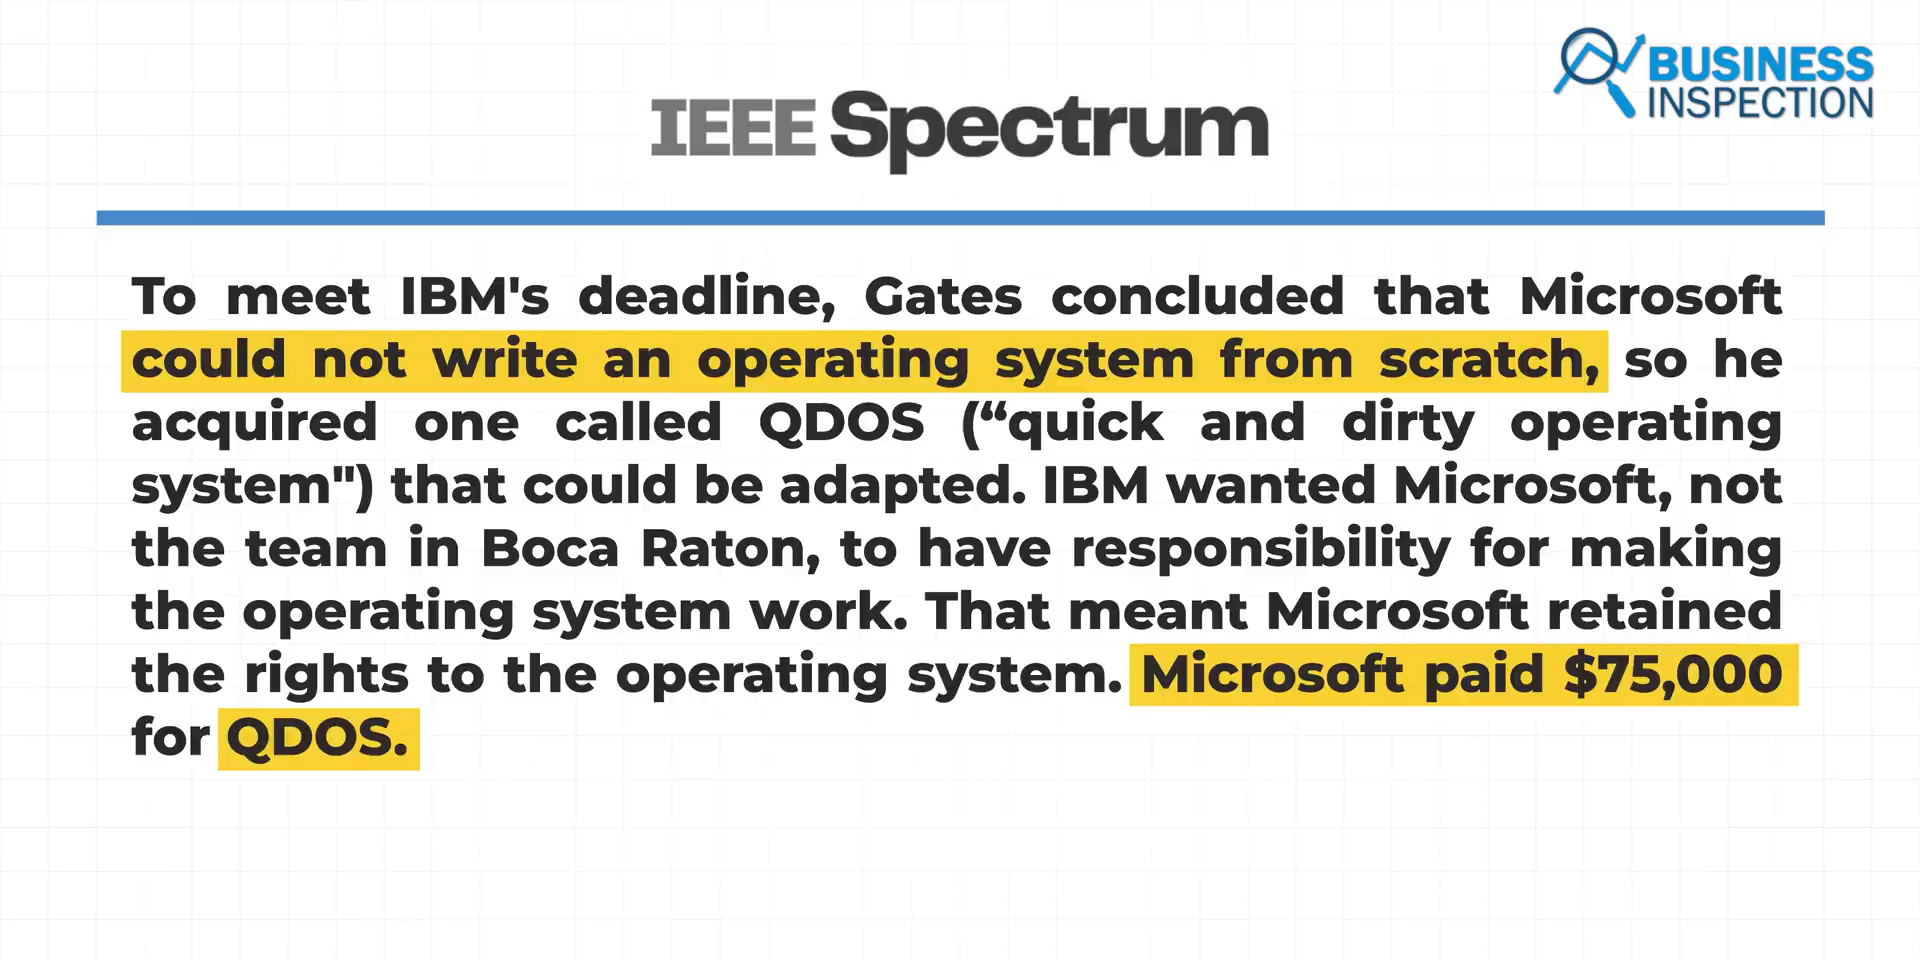 BUSINESS
INSPECTION
IEEE Spectrum
To meet IBM's deadline, Gates concluded that Microsoft
could not write an operating system from scratch, so he
acquired one called QDOS (“quick and dirty operating
system") that could be adapted. IBM wanted Microsoft, not
the team in Boca Raton, to have responsibility for making
the operating system work. That meant Microsoft retained
the rights to the operating system. Microsoft paid $75,000
for QDOS.